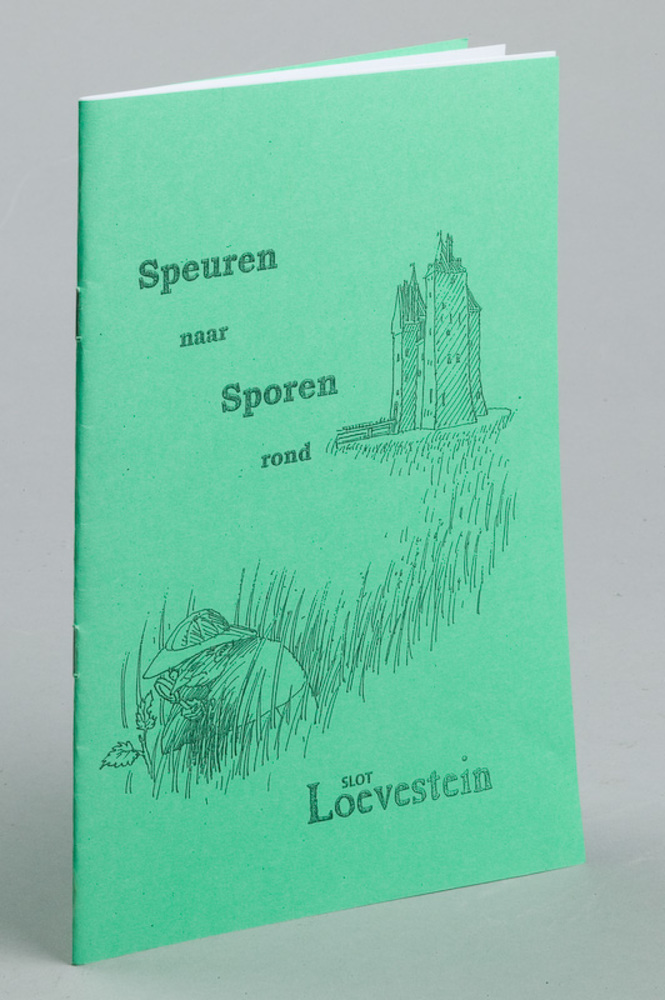 Speuren
naar
Sporen
rond
SLOT
Loevestein